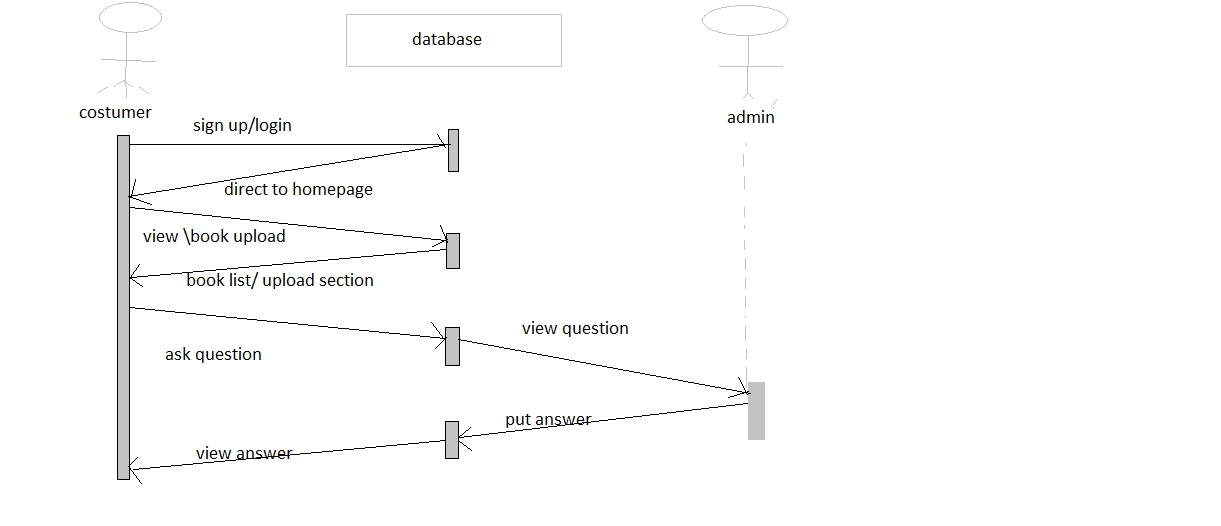 database
costumer
admin
sign up/login
direct to homepage
view \book upload
book list/ upload section
view question
ask question
put answer
view answer